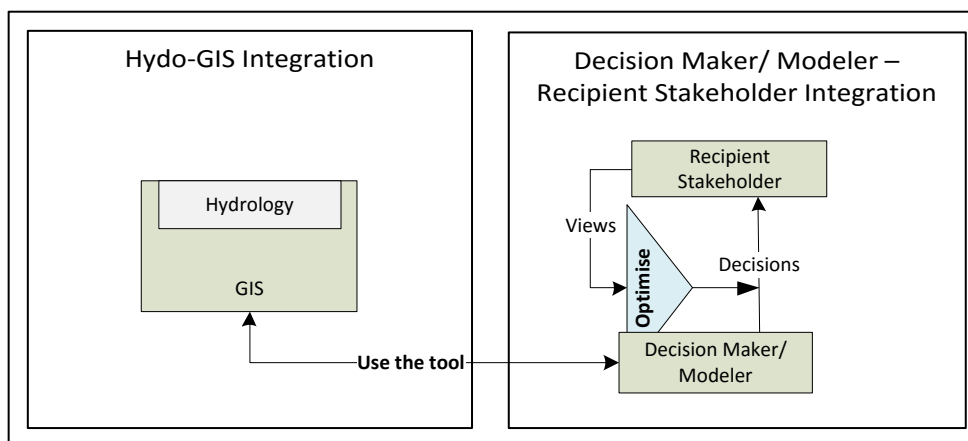 Hydo-GIS Integration
Hydrology
GIS
Use the tool
Decision Maker/ Modeler –
Recipient Stakeholder Integration
Recipient
Stakeholder
Views
Optimise
Decisions
Decision Maker/
Modeler